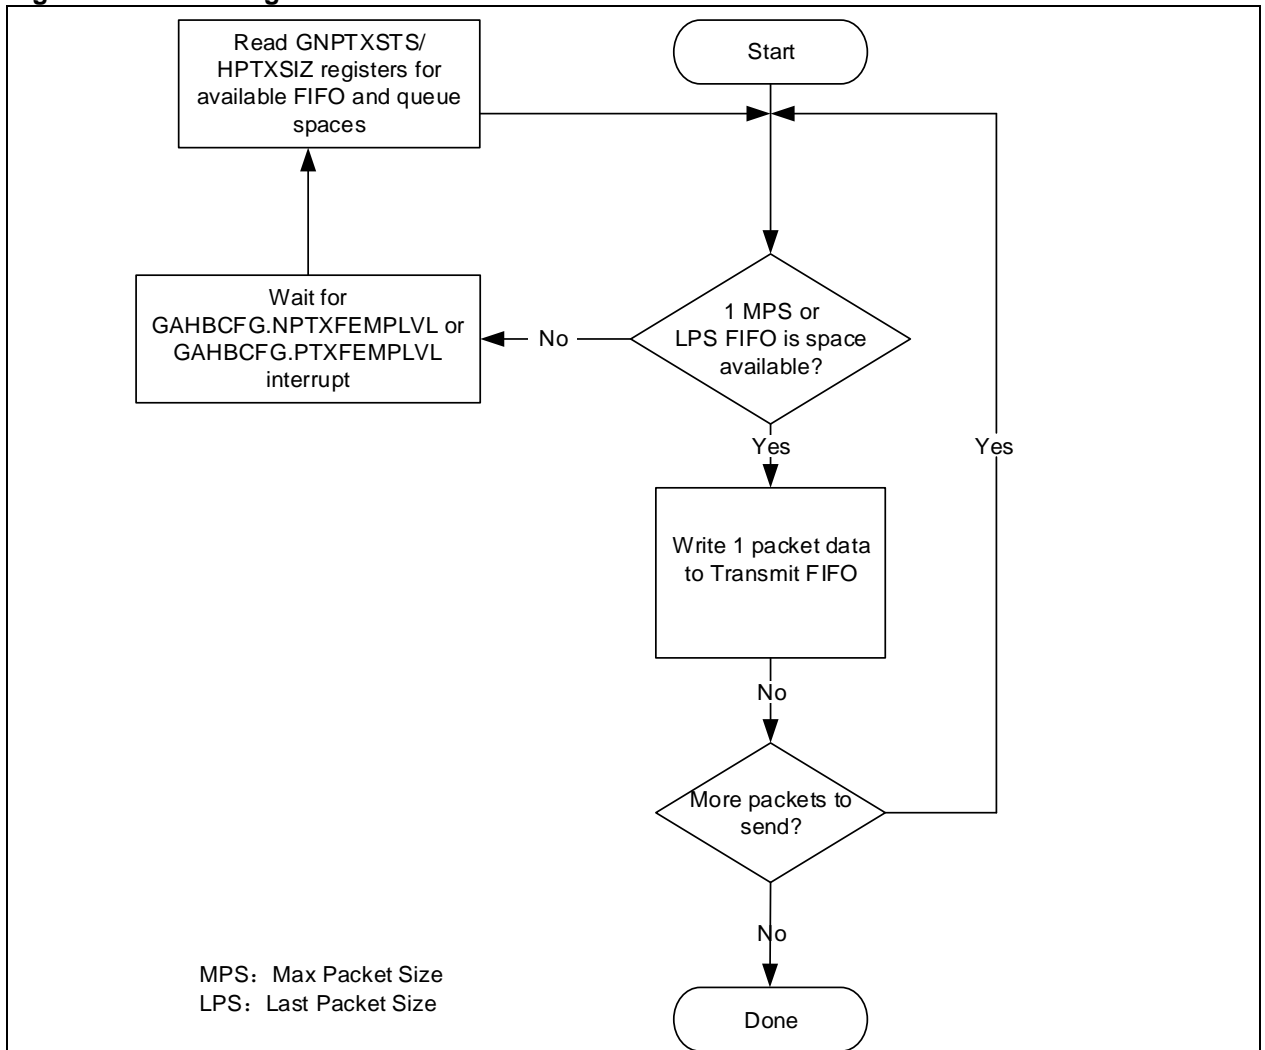 Read GNPTXSTS/
HPTXSIZ registers for
available FIFO and queue
spaces
Start
Wait for
GAHBCFG.NPTXFEMPLVL or
GAHBCFG.PTXFEMPLVL
interrupt
No
1 MPS or
LPS FIFO is space
available?
Yes
Yes
Write 1 packet data
to Transmit FIFO
No
More packets to
send?
No
MPS：Max Packet Size
LPS：Last Packet Size
Done